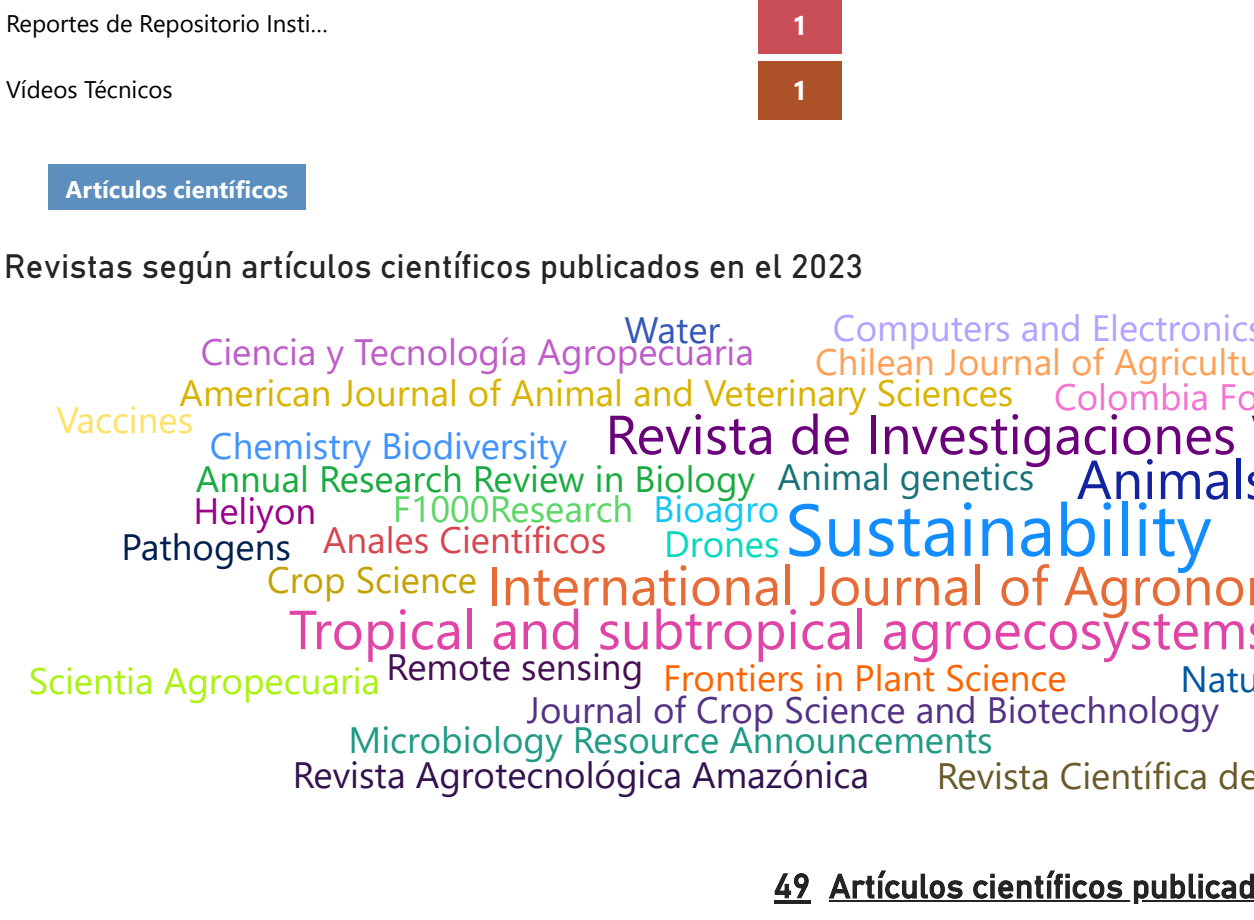 Reportes de Repositorio Insti...
1
Vídeos Técnicos
1
Artículos científicos
Revistas según artículos científicos publicados en el 2023
Water
Computers and Electronics
Ciencia y Tecnología Agropecuaria
Chilean Journal of Agricultu
American Journal of Animal and Veterinary Sciences
Colombia Fo
Vaccines
Chemistry Biodiversity
Revista de Investigaciones
Annual Research Review in Biology
Animal genetics
Animals
Heliyon
F1000Research
Bioagro
Sustainability
Pathogens
Anales Científicos
Drones
Crop Science
International Journal of Agrono
Tropical and subtropical agroecosystems
Scientia Agropecuaria
Remote sensing
Frontiers in Plant Science
Natu
Journal of Crop Science and Biotechnology
Microbiology Resource Announcements
Revista Agrotecnológica Amazónica
Revista Científica de
49 Artículos científicos publicad